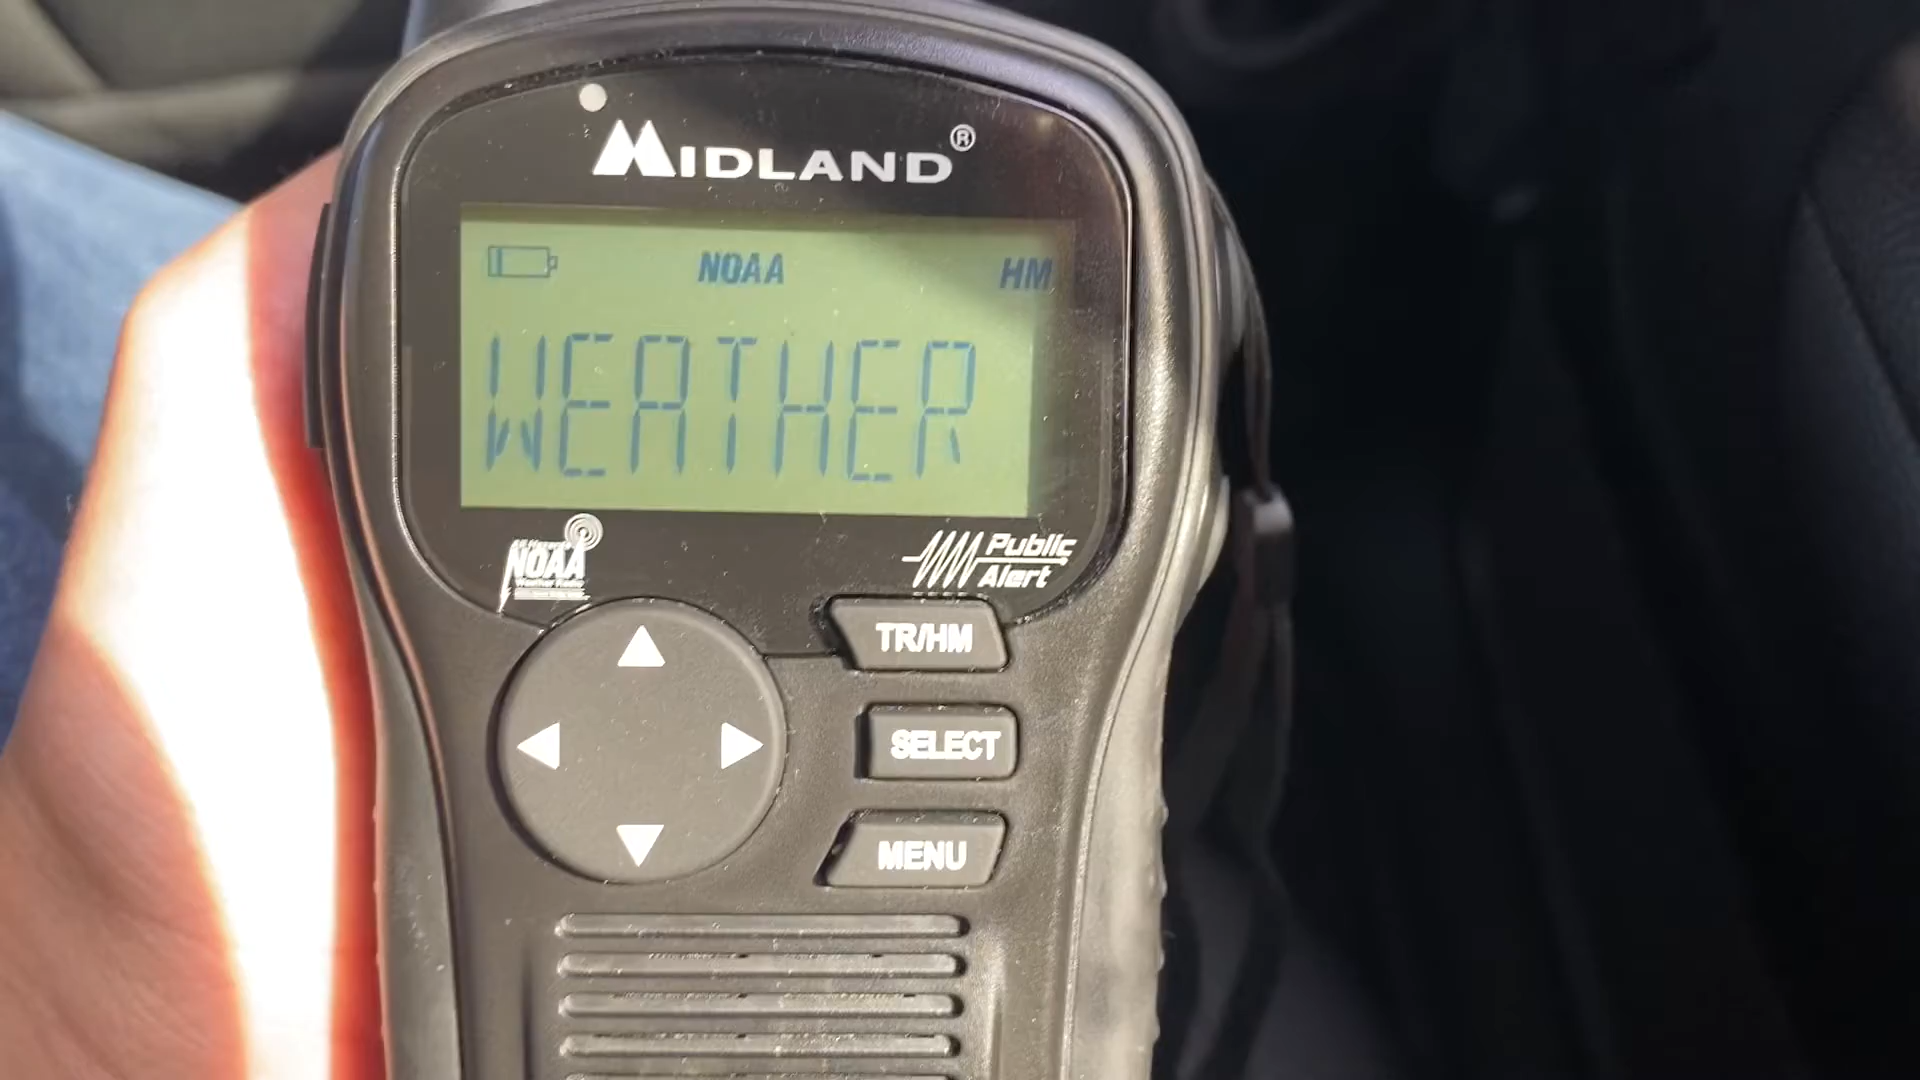 MIDLAND®
NOAA HM
WEATHER
NOAA
Public
Alert
TR/HM
SELECT
MENU